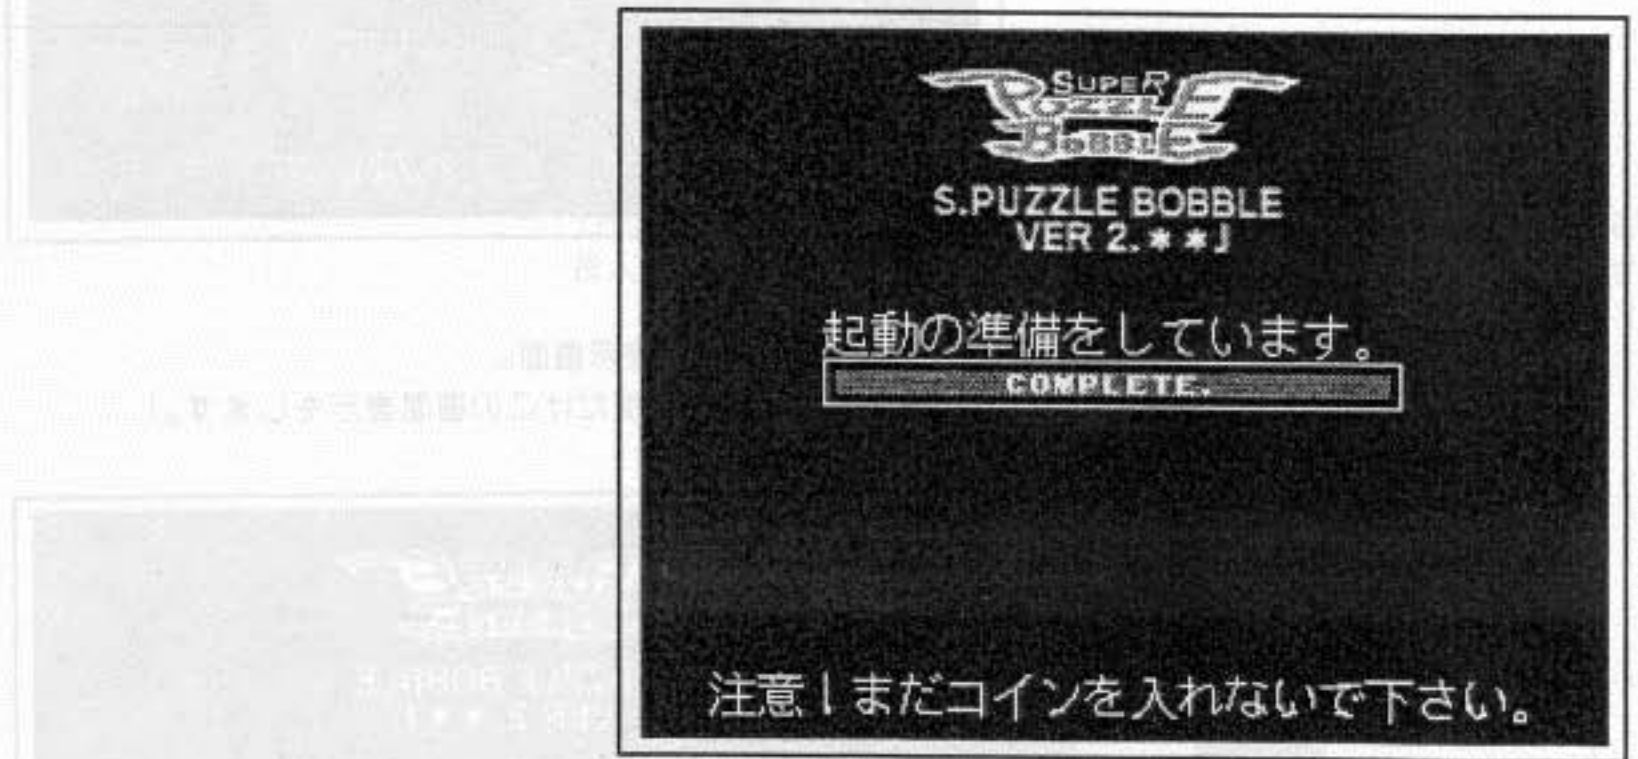 SUPER
PUZZLE
BOBBLE
S.PUZZLE BOBBLE
VER 2.**J
起動の準備をしています。
COMPLETE.
注意!まだコインを入れないで下さい。